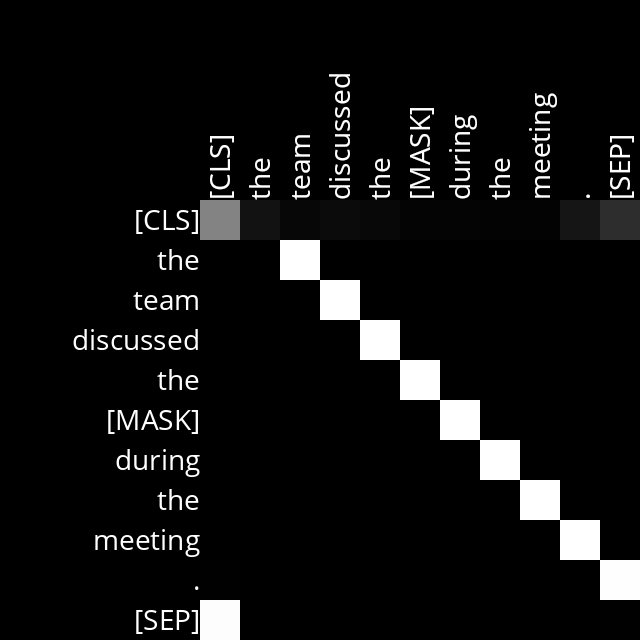 [CLS] the team discussed the [MASK] during the meeting . [SEP]
[CLS]
the
team
discussed
the
[MASK]
during
the
meeting
.
[SEP]